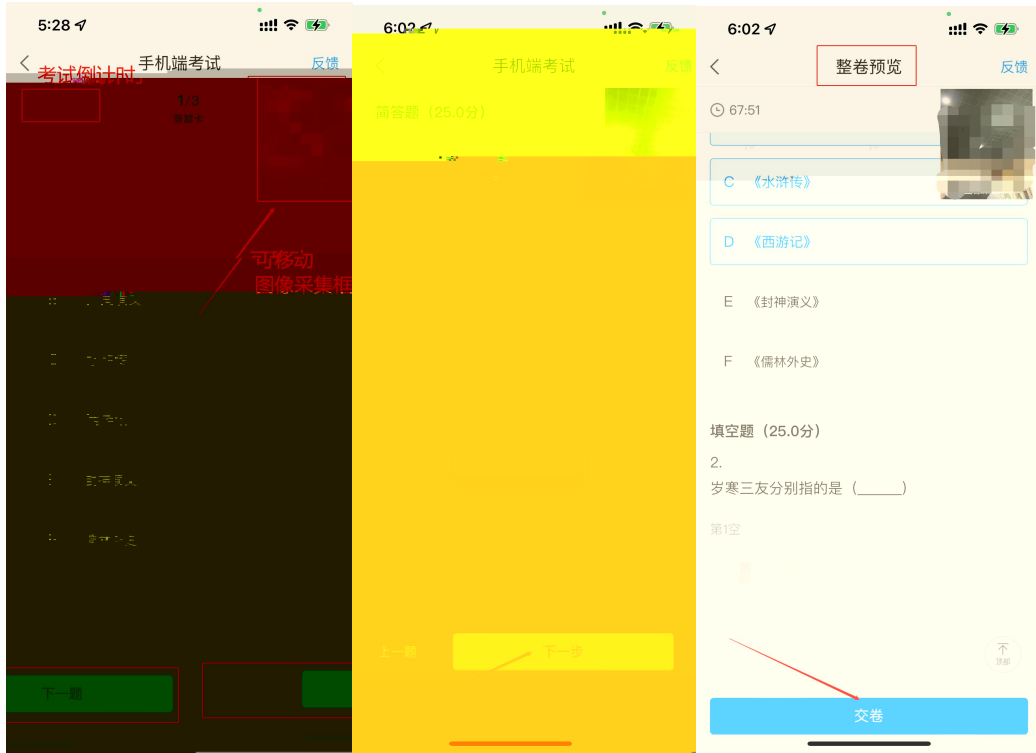 5:28
手机端考试
反馈
考试倒计时
1/3
可移动
图像采集框
下一题
6:02
手机端考试
反馈
简答题（25.0分）
上一题
下一步
6:02
整卷预览
反馈
67:51
C 《水浒传》
D 《西游记》
E 《封神演义》
F 《儒林外史》
填空题（25.0分）
2.
岁寒三友分别指的是（______）
第1空
顶部
交卷